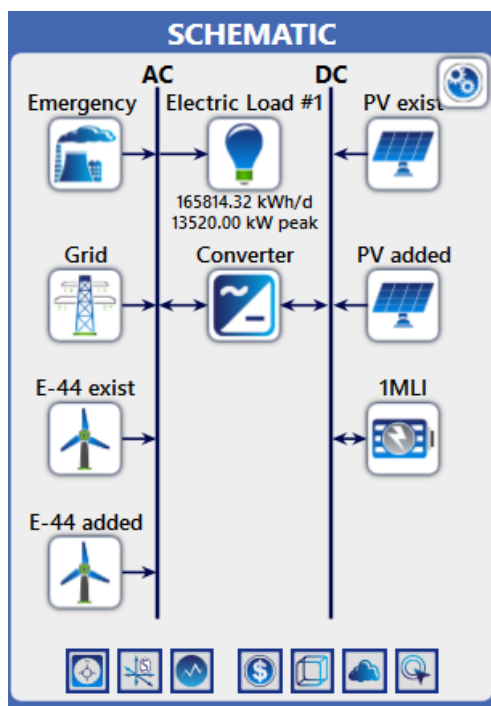 SCHEMATIC
AC DC
Emergency Electric Load #1 PV exist
165814.32 kWh/d
13520.00 kW peak
Grid Converter PV added
E-44 exist 1MLI
E-44 added